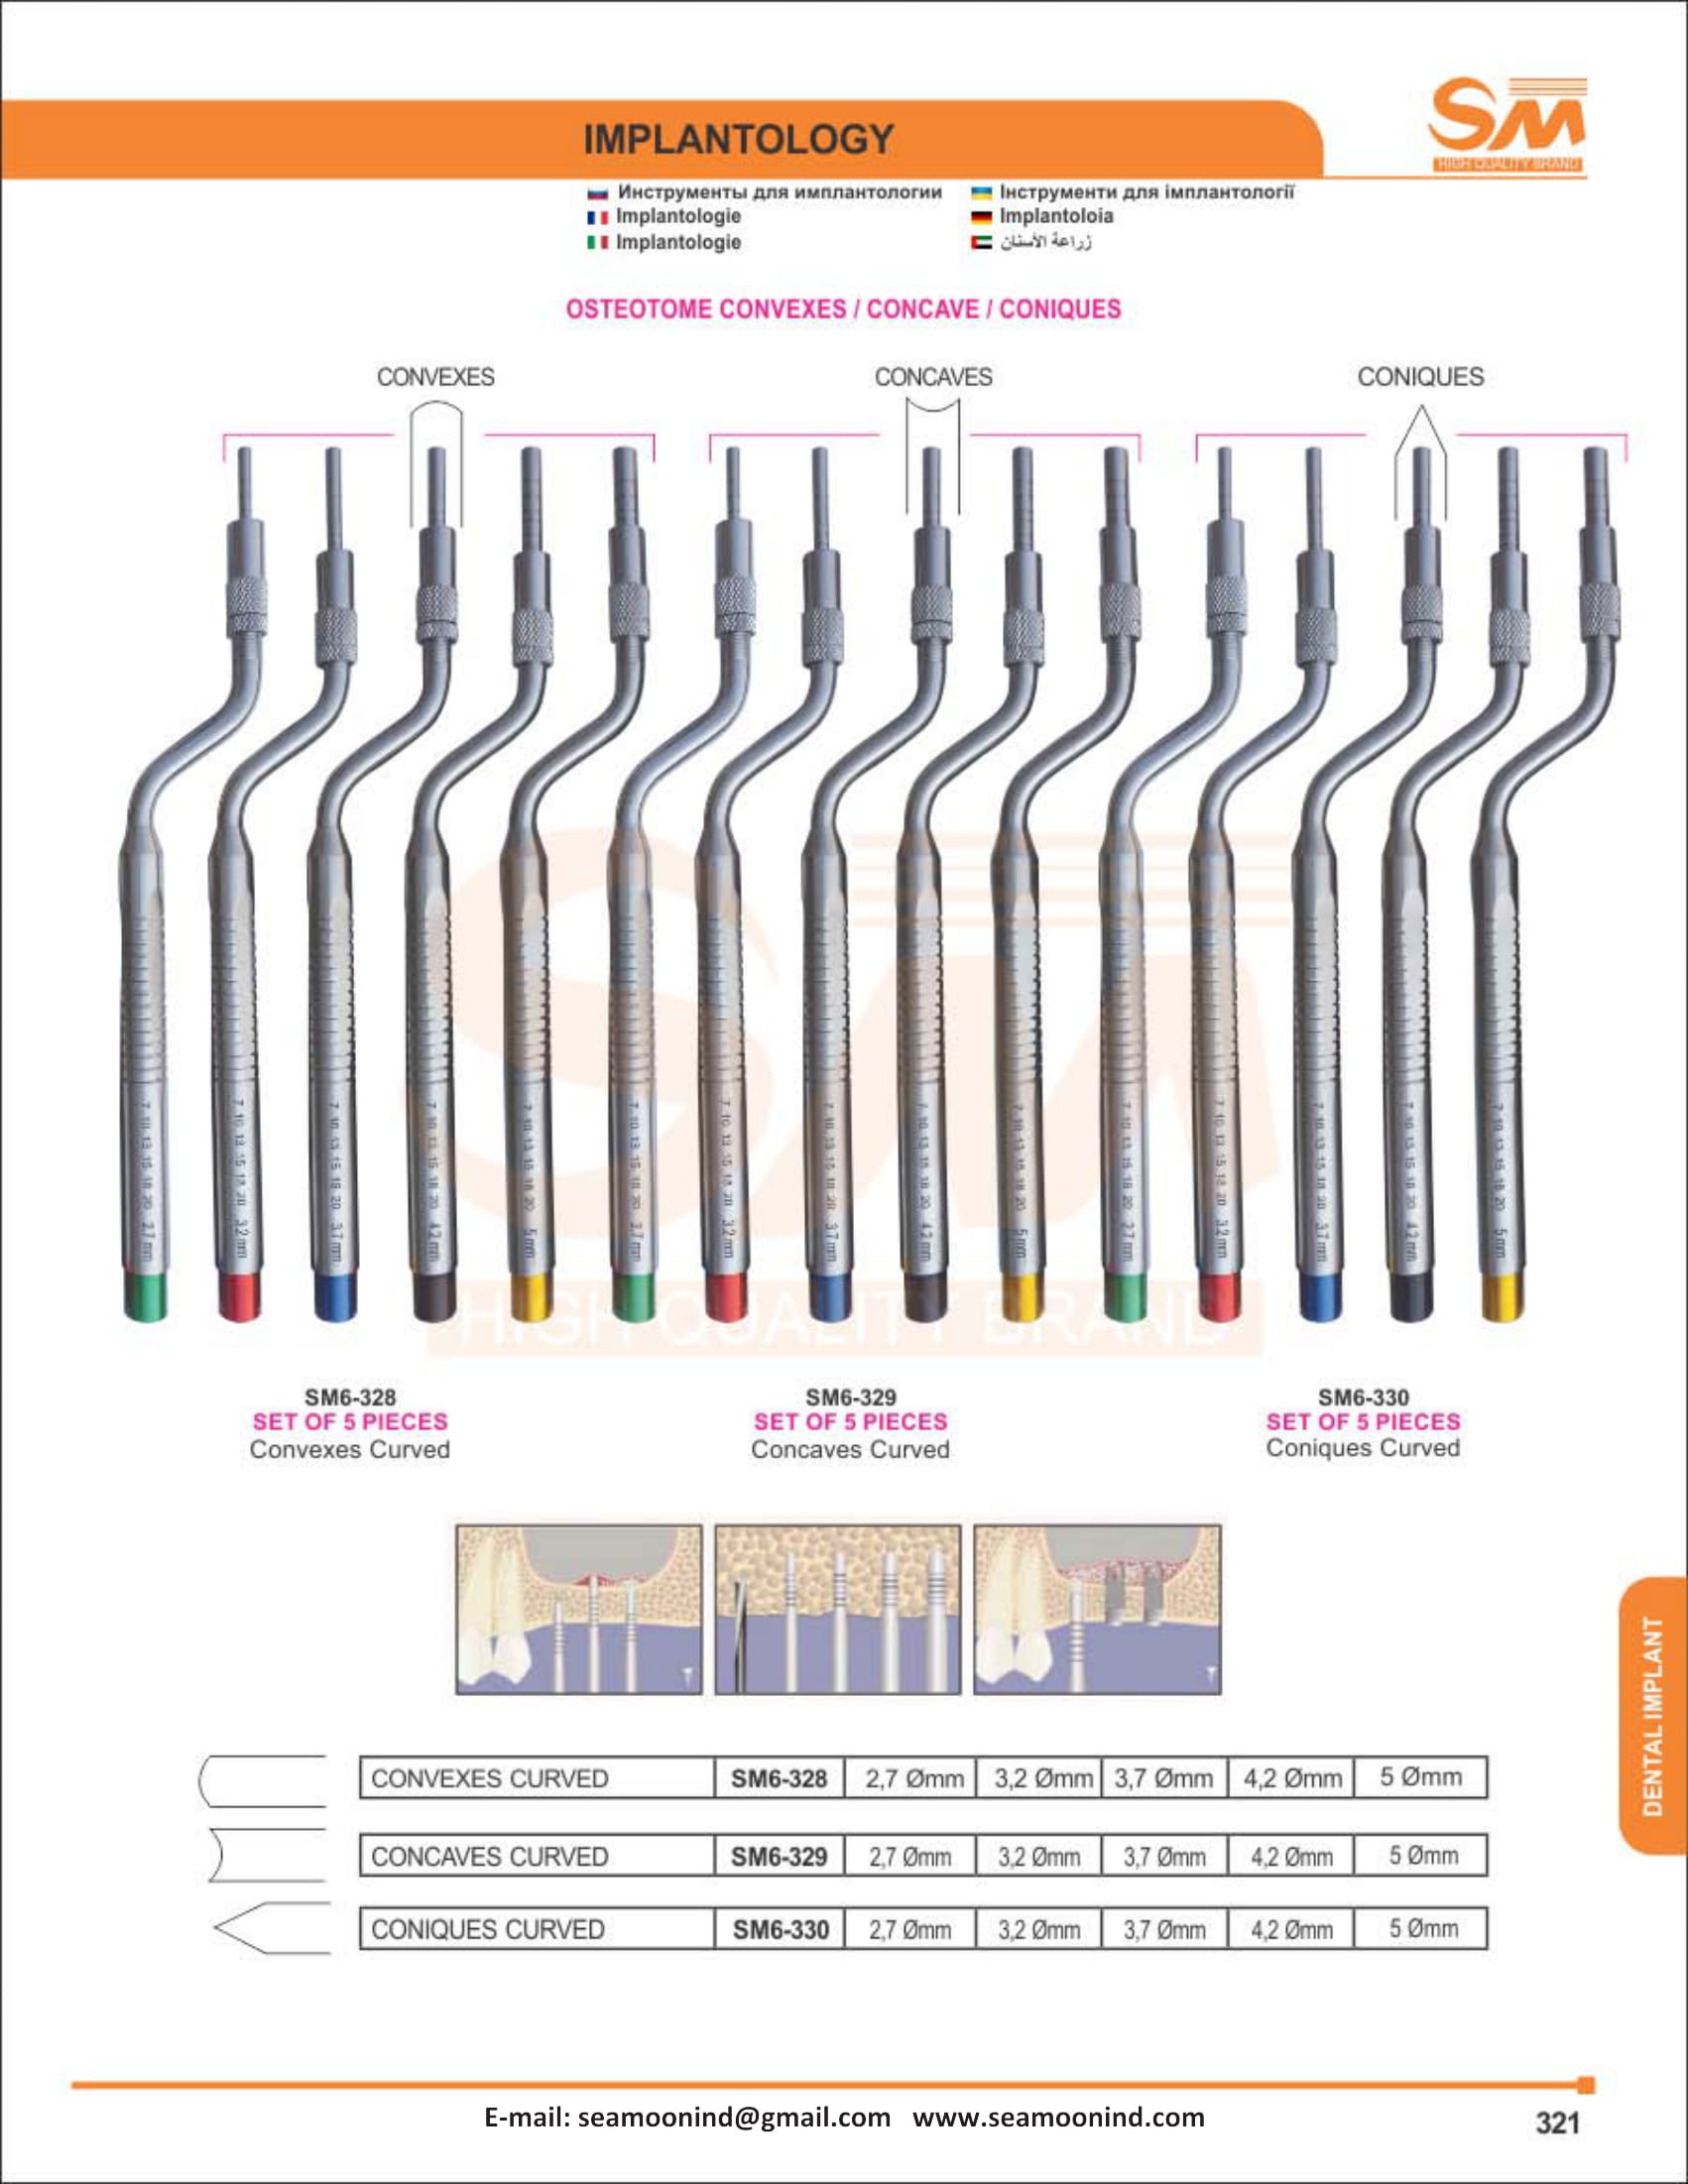 SM
HIGH QUALITY BRAND
IMPLANTOLOGY
Инструменты для имплантологии
Інструменти для імплантології
Implantologie
Implantoloia
Implantologie
زراعة الأسنان
OSTEOTOME CONVEXES / CONCAVE / CONIQUES
CONVEXES
CONCAVES
CONIQUES
7 10 13 15 18 20 2.7 mm
7 10 13 15 18 20 3.2 mm
7 10 13 15 18 20 3.7 mm
7 10 13 15 18 20 4.2 mm
7 10 13 15 18 20 5 mm
7 10 13 15 18 20 2.7 mm
7 10 13 15 18 20 3.2 mm
7 10 13 15 18 20 3.7 mm
7 10 13 15 18 20 4.2 mm
7 10 13 15 18 20 5 mm
7 10 13 15 18 20 2.7 mm
7 10 13 15 18 20 3.2 mm
7 10 13 15 18 20 3.7 mm
7 10 13 15 18 20 4.2 mm
7 10 13 15 18 20 5 mm
SM
HIGH QUALITY BRAND
SM6-328
SET OF 5 PIECES
Convexes Curved
SM6-329
SET OF 5 PIECES
Concaves Curved
SM6-330
SET OF 5 PIECES
Coniques Curved
DENTAL IMPLANT
CONVEXES CURVED SM6-328 2,7 Ømm 3,2 Ømm 3,7 Ømm 4,2 Ømm 5 Ømm
CONCAVES CURVED SM6-329 2,7 Ømm 3,2 Ømm 3,7 Ømm 4,2 Ømm 5 Ømm
CONIQUES CURVED SM6-330 2,7 Ømm 3,2 Ømm 3,7 Ømm 4,2 Ømm 5 Ømm
E-mail: seamoonind@gmail.com www.seamoonind.com
321